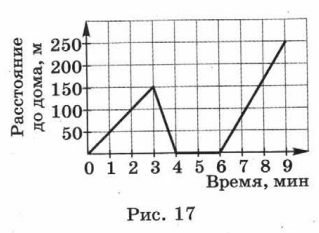 Расстояние
до дома, м
250
200
150
100
50
0 1 2 3 4 5 6 7 8 9
Время, мин
Рис. 17